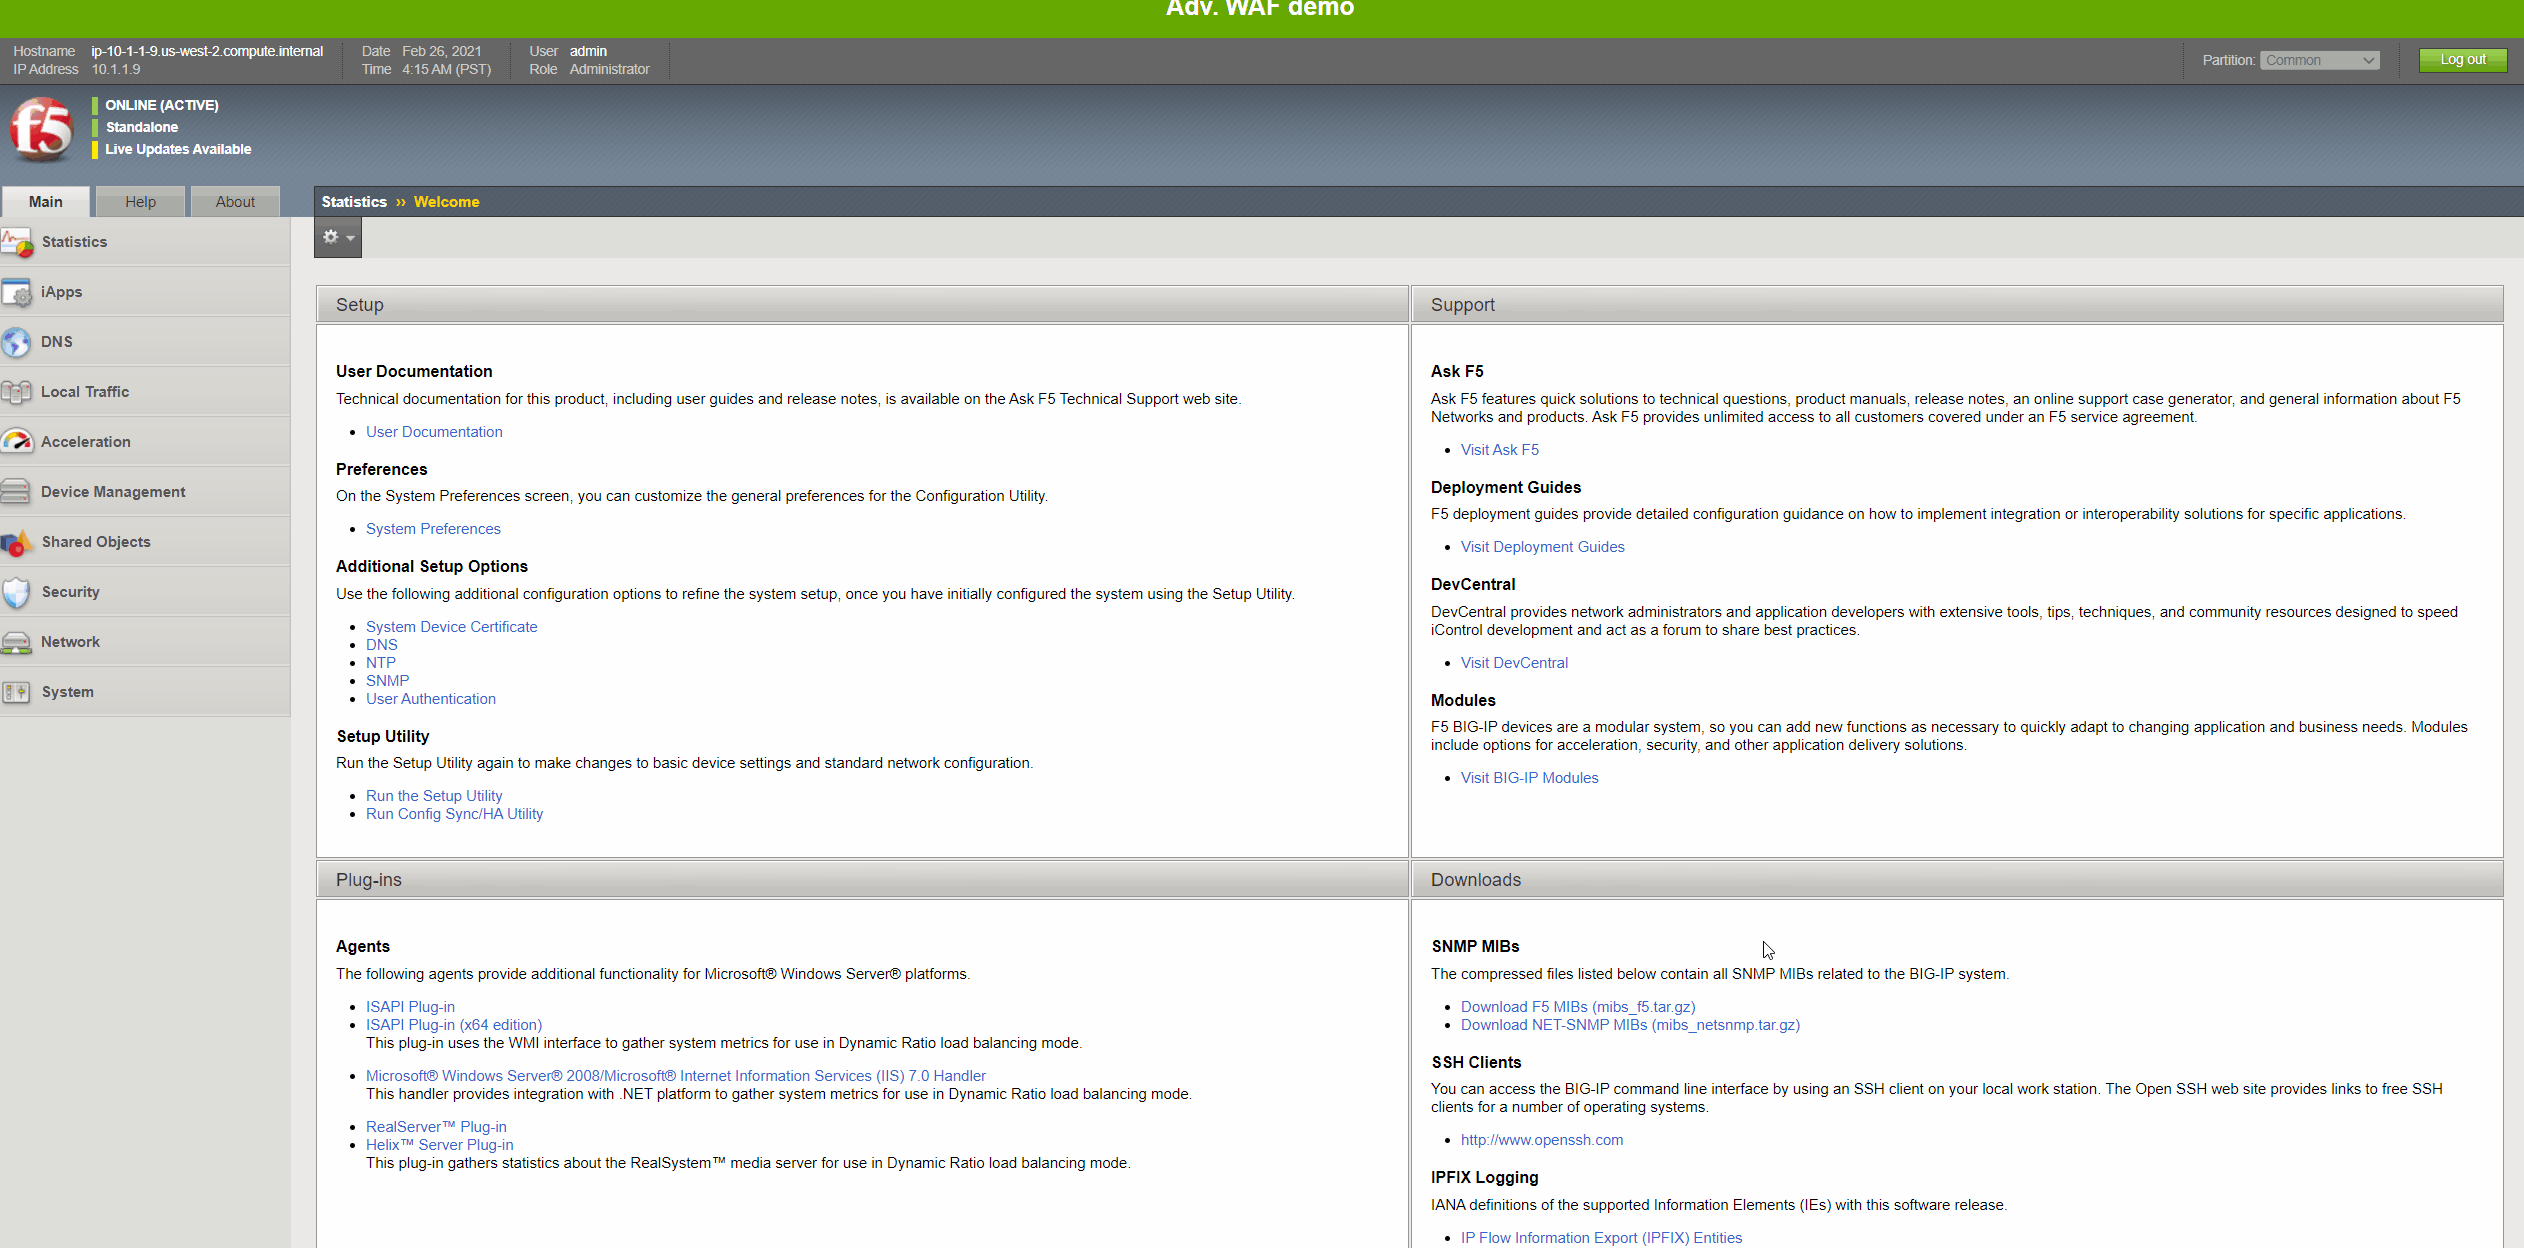 Adv. WAF demo
Hostname ip-10-1-1-9.us-west-2.compute.internal
IP Address 10.1.1.9
Date Feb 26, 2021
Time 4:15 AM (PST)
User admin
Role Administrator
Partition: Common
Log out
f5
ONLINE (ACTIVE)
Standalone
Live Updates Available
Main
Help
About
Statistics ›› Welcome
Statistics
iApps
DNS
Local Traffic
Acceleration
Device Management
Shared Objects
Security
Network
System
Setup
User Documentation
Technical documentation for this product, including user guides and release notes, is available on the Ask F5 Technical Support web site.
• User Documentation
Preferences
On the System Preferences screen, you can customize the general preferences for the Configuration Utility.
• System Preferences
Additional Setup Options
Use the following additional configuration options to refine the system setup, once you have initially configured the system using the Setup Utility.
• System Device Certificate
• DNS
• NTP
• SNMP
• User Authentication
Setup Utility
Run the Setup Utility again to make changes to basic device settings and standard network configuration.
• Run the Setup Utility
• Run Config Sync/HA Utility
Support
Ask F5
Ask F5 features quick solutions to technical questions, product manuals, release notes, an online support case generator, and general information about F5
Networks and products. Ask F5 provides unlimited access to all customers covered under an F5 service agreement.
• Visit Ask F5
Deployment Guides
F5 deployment guides provide detailed configuration guidance on how to implement integration or interoperability solutions for specific applications.
• Visit Deployment Guides
DevCentral
DevCentral provides network administrators and application developers with extensive tools, tips, techniques, and community resources designed to speed
iControl development and act as a forum to share best practices.
• Visit DevCentral
Modules
F5 BIG-IP devices are a modular system, so you can add new functions as necessary to quickly adapt to changing application and business needs. Modules
include options for acceleration, security, and other application delivery solutions.
• Visit BIG-IP Modules
Plug-ins
Agents
The following agents provide additional functionality for Microsoft® Windows Server® platforms.
• ISAPI Plug-in
• ISAPI Plug-in (x64 edition)
This plug-in uses the WMI interface to gather system metrics for use in Dynamic Ratio load balancing mode.
• Microsoft® Windows Server® 2008/Microsoft® Internet Information Services (IIS) 7.0 Handler
This handler provides integration with .NET platform to gather system metrics for use in Dynamic Ratio load balancing mode.
• RealServer™ Plug-in
• Helix™ Server Plug-in
This plug-in gathers statistics about the RealSystem™ media server for use in Dynamic Ratio load balancing mode.
Downloads
SNMP MIBs
The compressed files listed below contain all SNMP MIBs related to the BIG-IP system.
• Download F5 MIBs (mibs_f5.tar.gz)
• Download NET-SNMP MIBs (mibs_netsnmp.tar.gz)
SSH Clients
You can access the BIG-IP command line interface by using an SSH client on your local work station. The Open SSH web site provides links to free SSH
clients for a number of operating systems.
• http://www.openssh.com
IPFIX Logging
IANA definitions of the supported Information Elements (IEs) with this software release.
• IP Flow Information Export (IPFIX) Entities